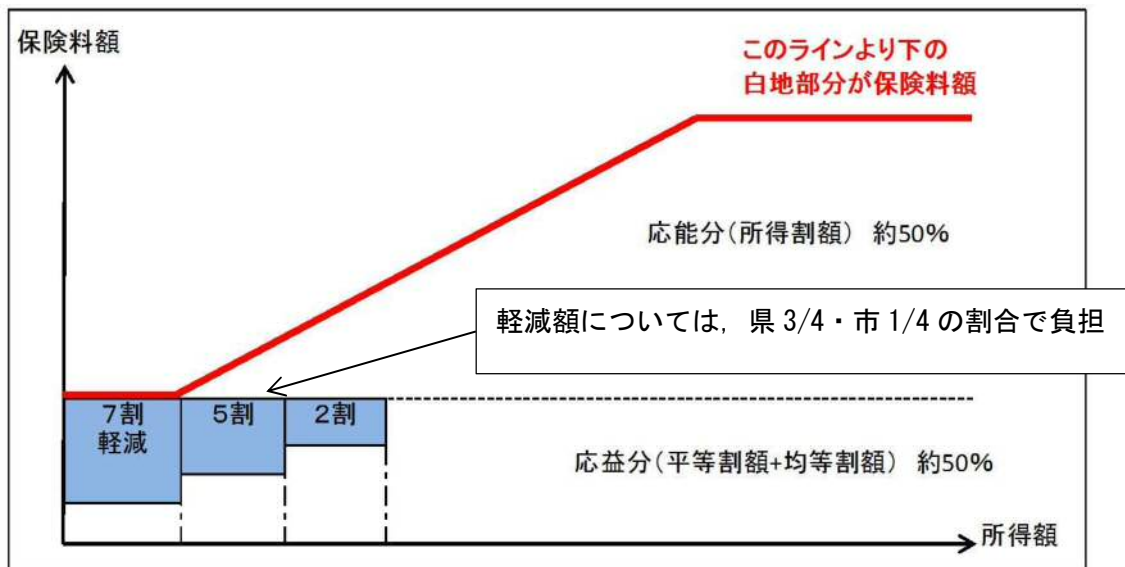 保険料額
このラインより下の
白地部分が保険料額
応能分(所得割額) 約50%
軽減額については, 県 3/4・市 1/4 の割合で負担
7割
軽減
5割
2割
応益分(平等割額+均等割額) 約50%
所得額